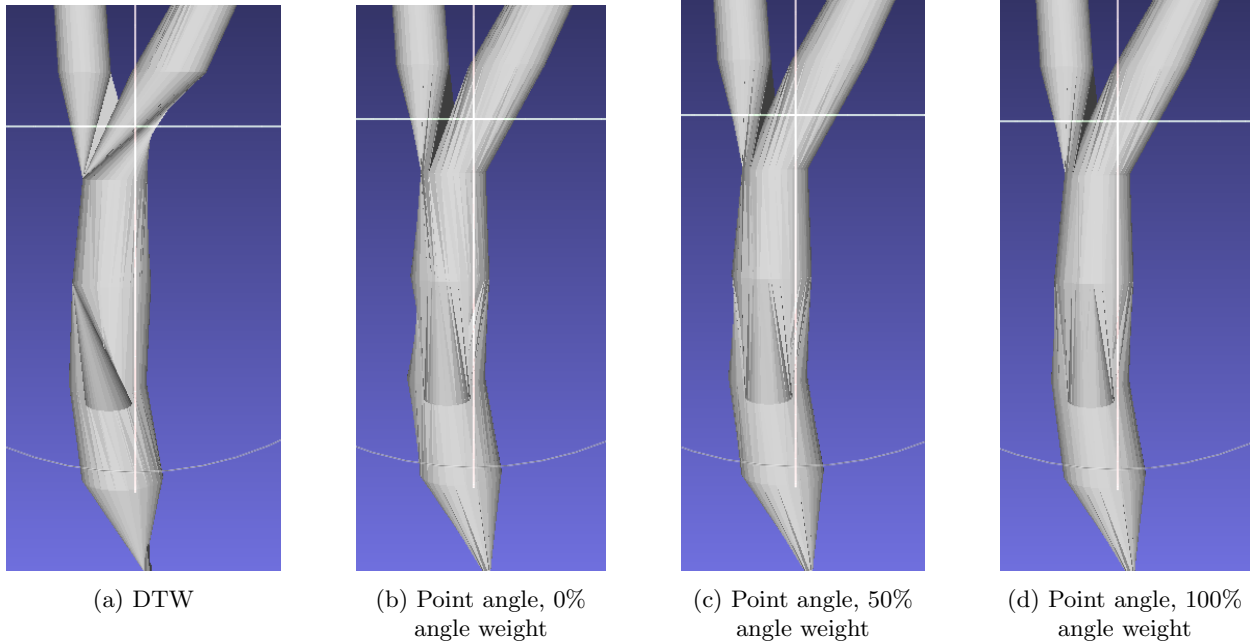 (a) DTW
(b) Point angle, 0%
angle weight
(c) Point angle, 50%
angle weight
(d) Point angle, 100%
angle weight